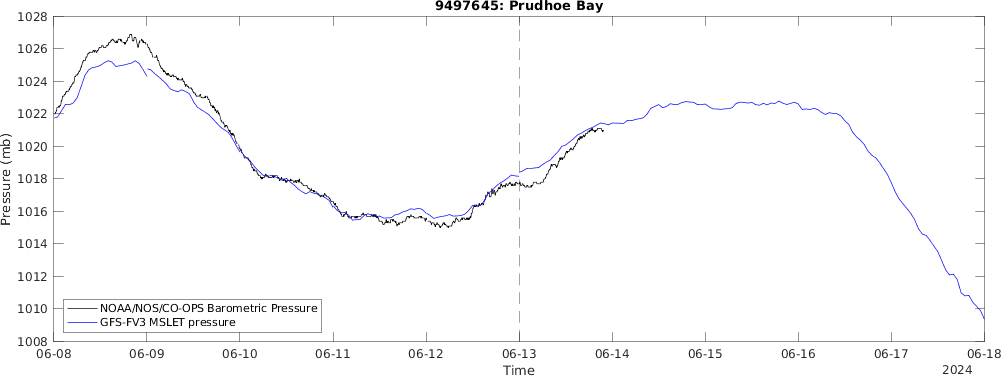 9497645: Prudhoe Bay
1028
1026
1024
1022
1020
1018
1016
1014
1012
1010
1008
Pressure (mb)
NOAA/NOS/CO-OPS Barometric Pressure
GFS-FV3 MSLET pressure
06-08 06-09 06-10 06-11 06-12 06-13 06-14 06-15 06-16 06-17 06-18
Time
2024